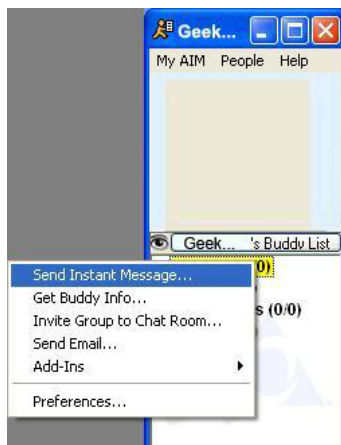 Geek...
My AIM People Help
Geek... 's Buddy List
0)
s (0/0)
Send Instant Message...
Get Buddy Info...
Invite Group to Chat Room...
Send Email...
Add-Ins
Preferences...